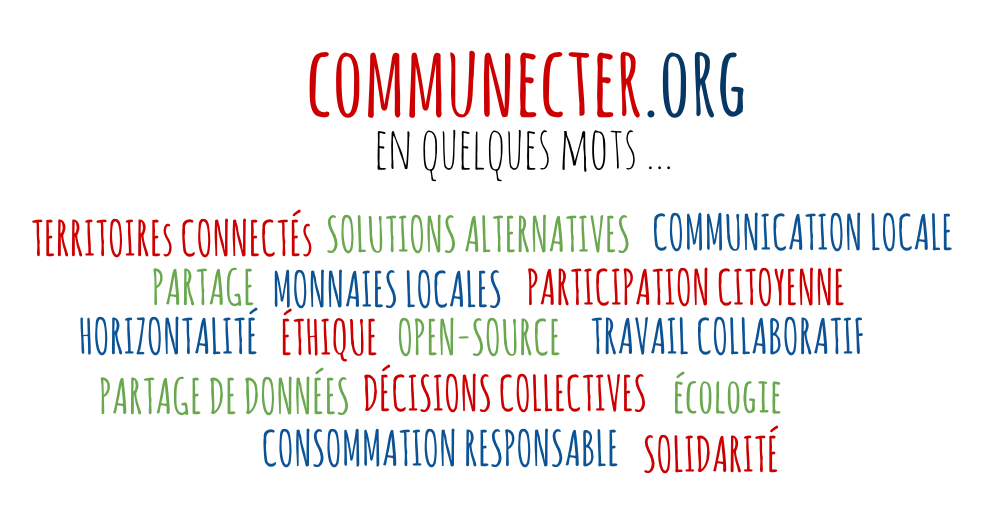 COMMUNECTER.ORG
EN QUELQUES MOTS ...
TERRITOIREs CONNECTÉs SOLUTIONS ALTERNATIVES COMMUNICATION LOCALE
PARTAGE MONNAIES LOCALES PARTICIPATION CITOYENNE
HORIZONTALITÉ ÉTHIQUE OPEN-SOURCE TRAVAIL COLLABORATIF
PARTAGE DE DONNÉES DÉCISIONS COLLECTIVES ÉCOLOGIE
CONSOMMATION RESPONSABLE SOLIDARITÉ